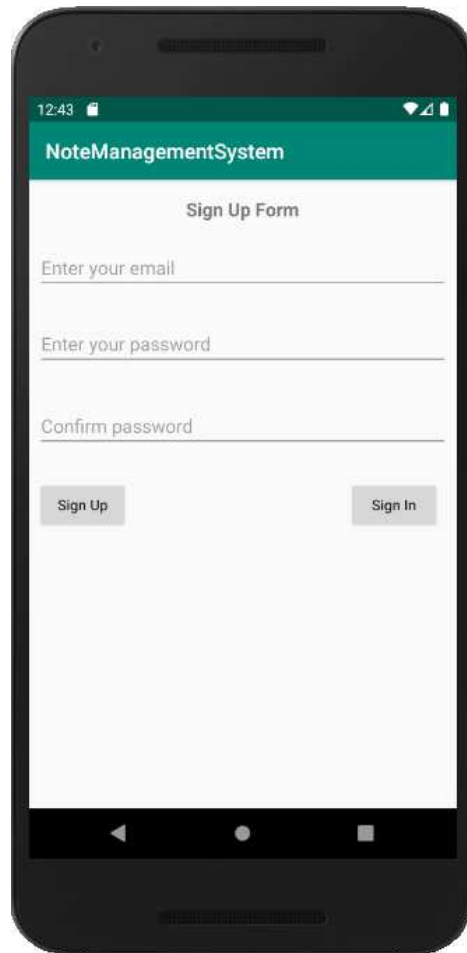 12:43
NoteManagementSystem
Sign Up Form
Enter your email
Enter your password
Confirm password
Sign Up
Sign In